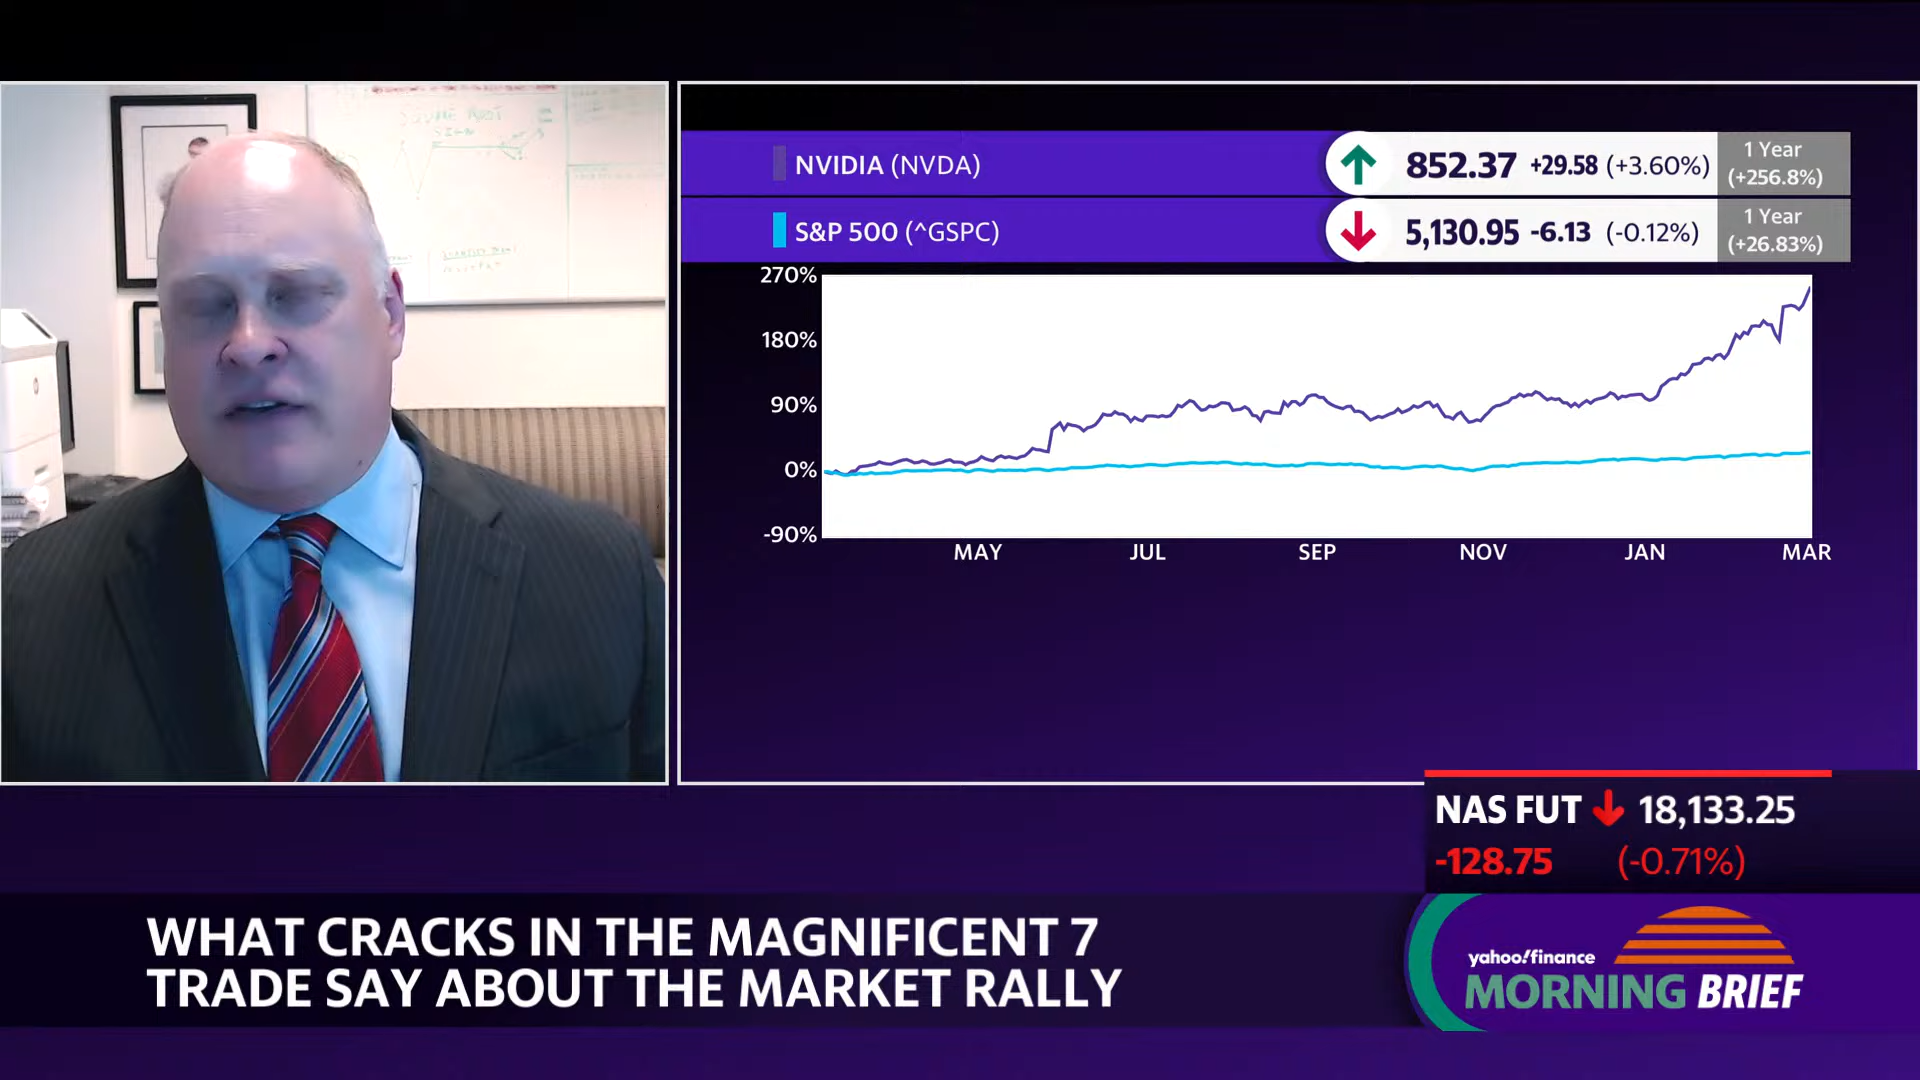 SQUARE ROOT
SIGN
NVIDIA (NVDA)
852.37 +29.58 (+3.60%)
1 Year
(+256.8%)
S&P 500 (^GSPC)
5,130.95 -6.13 (-0.12%)
1 Year
(+26.83%)
270%
180%
90%
0%
-90%
MAY JUL SEP NOV JAN MAR
NAS FUT 18,133.25
-128.75 (-0.71%)
WHAT CRACKS IN THE MAGNIFICENT 7
TRADE SAY ABOUT THE MARKET RALLY
yahoo!finance
MORNING BRIEF